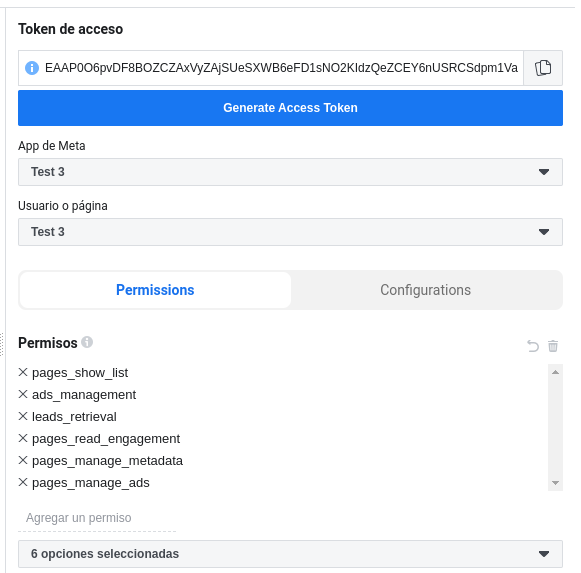 Token de acceso
EAAP0O6pvDF8BOZCZAxVyZAjSUeSXWB6eFD1sNO2KIdzQeZCEY6nUSRCSdpm1Va
Generate Access Token
App de Meta
Test 3
Usuario o página
Test 3
Permissions
Configurations
Permisos
pages_show_list
ads_management
leads_retrieval
pages_read_engagement
pages_manage_metadata
pages_manage_ads
Agregar un permiso
6 opciones seleccionadas